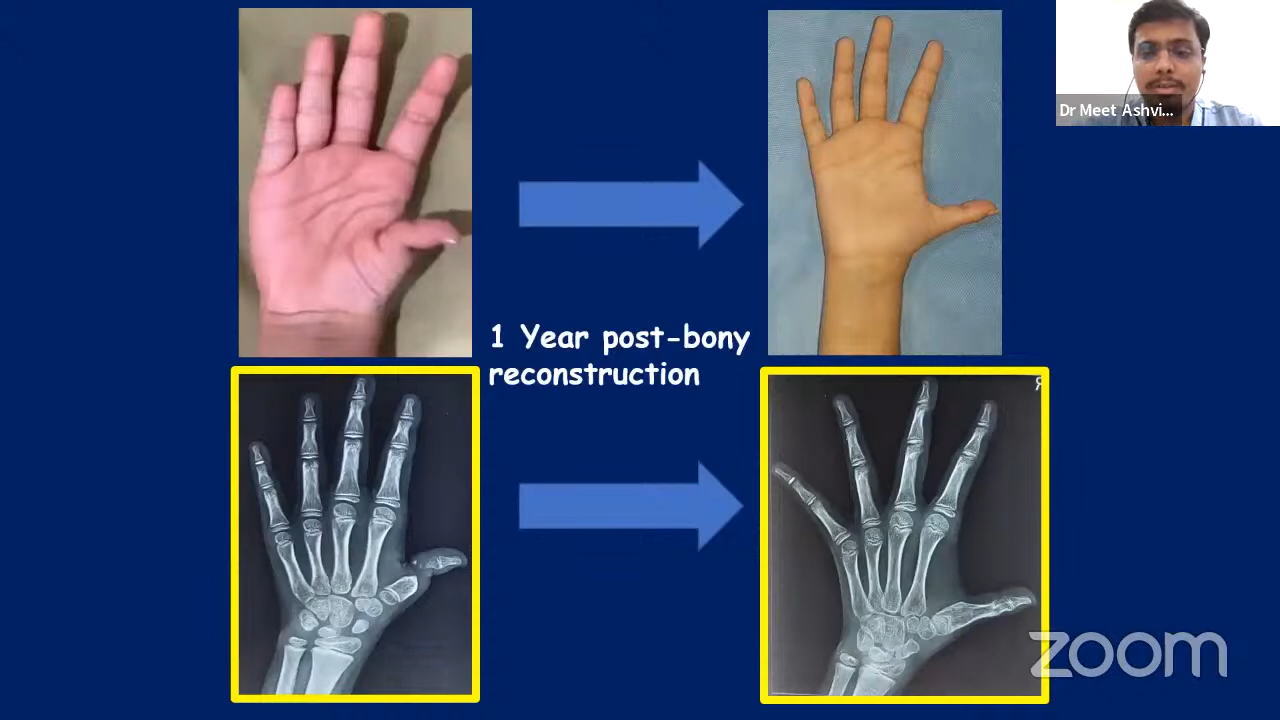 Dr Meet Ashvi...
1 Year post-bony
reconstruction
zoom